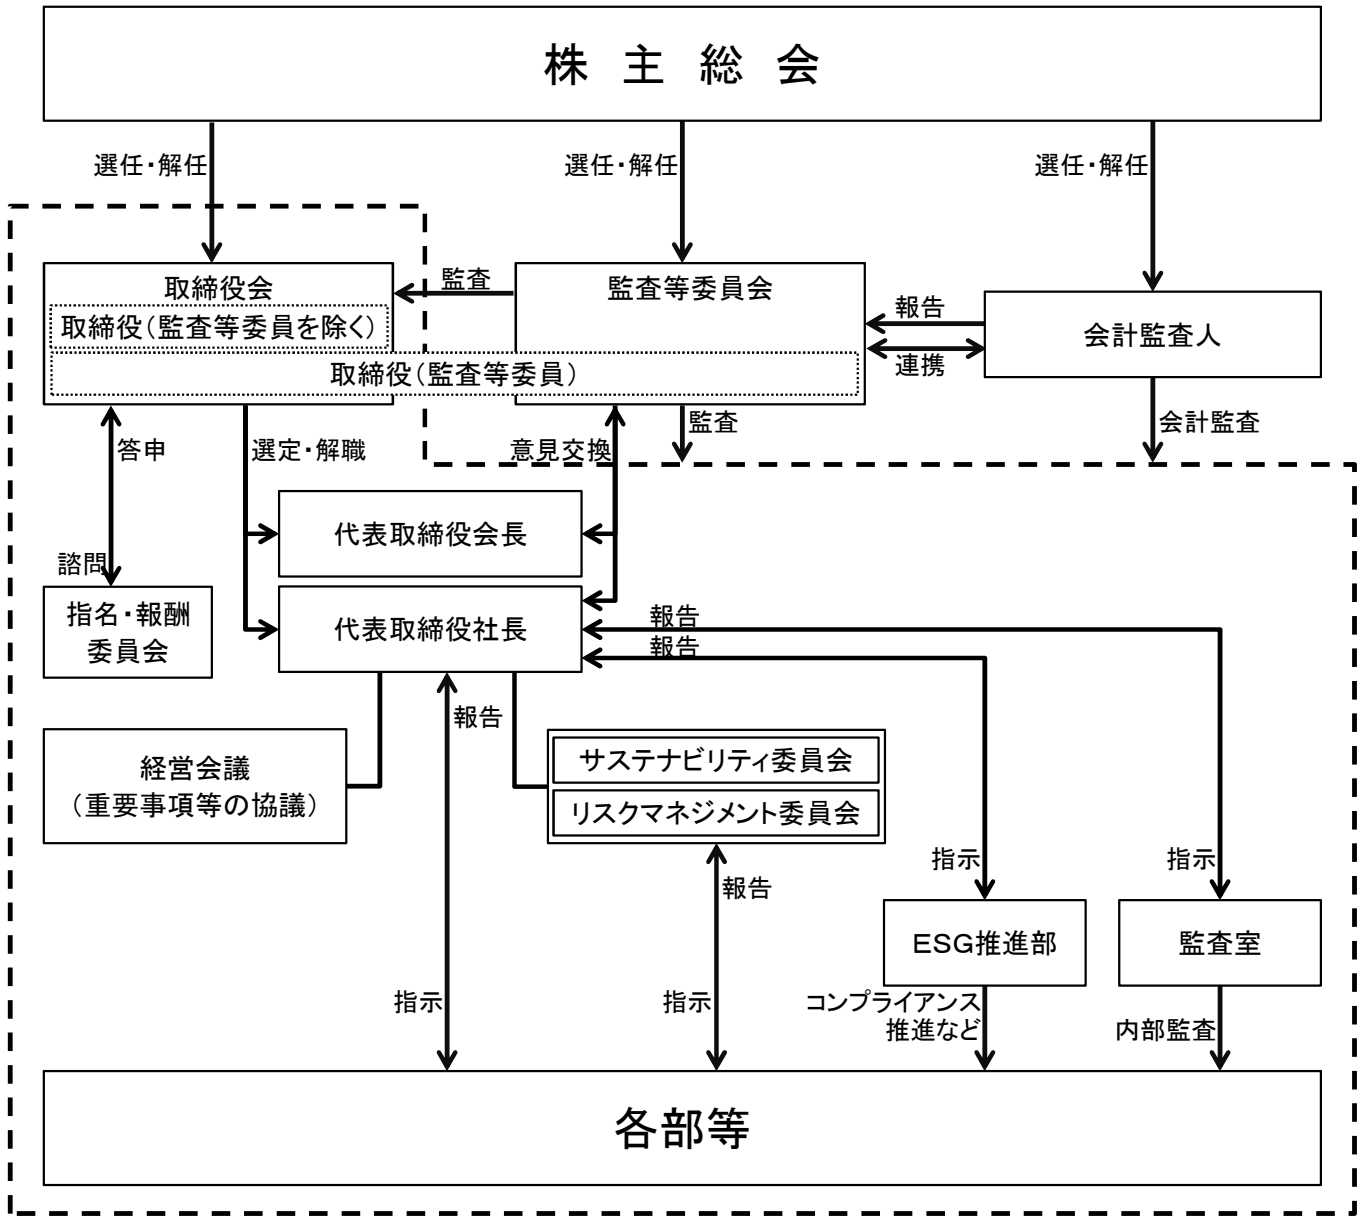 株主総会
選任・解任
選任・解任
選任・解任
取締役会
取締役(監査等委員を除く)
監査
監査等委員会
取締役(監査等委員)
報告
連携
会計監査人
答申
選定・解職
意見交換
監査
会計監査
代表取締役会長
諮問
指名・報酬
委員会
代表取締役社長
報告
報告
報告
経営会議
(重要事項等の協議)
サステナビリティ委員会
リスクマネジメント委員会
指示
指示
報告
ESG推進部
監査室
指示
指示
コンプライアンス
推進など
内部監査
各部等